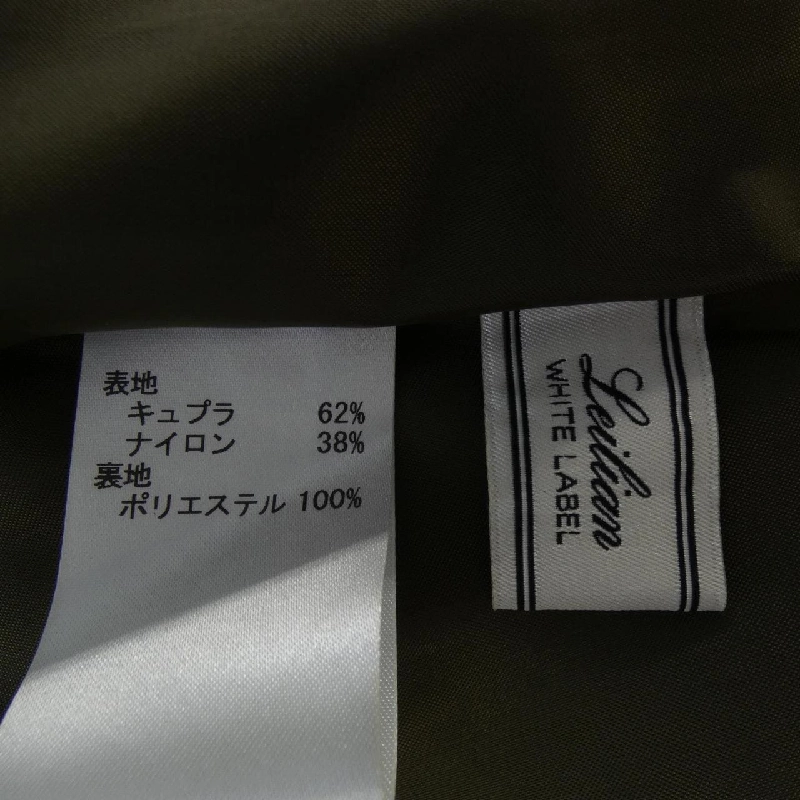 表地
キュプラ 62%
ナイロン 38%
裏地
ポリエステル 100%
Leilian
WHITE LABEL